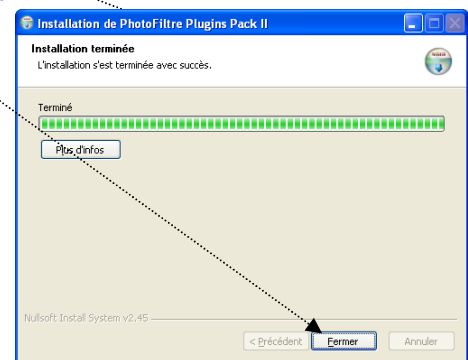 Installation de PhotoFiltre Plugins Pack II
Installation terminée
L'installation s'est terminée avec succès.
Terminé
Plus d'infos
Nullsoft Install System v2.45
< Précédent
Fermer
Annuler